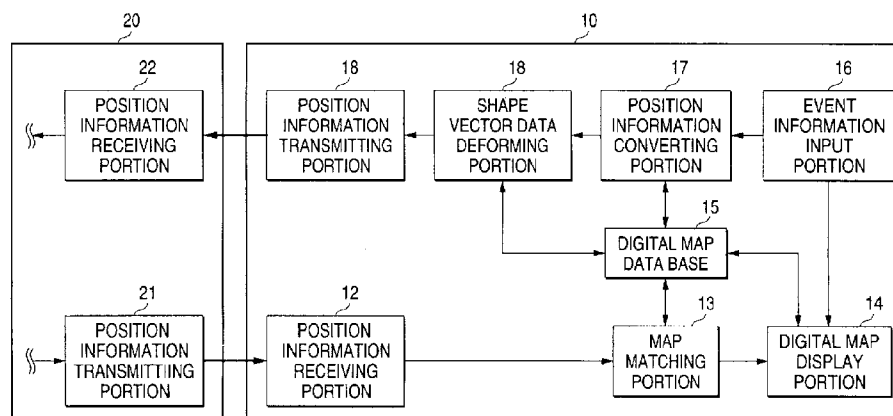 20
10
22
POSITION
INFORMATION
RECEIVING
PORTION
18
POSITION
INFORMATION
TRANSMITTING
PORTION
18
SHAPE
VECTOR DATA
DEFORMING
PORTION
17
POSITION
INFORMATION
CONVERTING
PORTION
16
EVENT
INFORMATION
INPUT
PORTION
15
DIGITAL MAP
DATA BASE
21
POSITION
INFORMATION
TRANSMITTING
PORTION
12
POSITION
INFORMATION
RECEIVING
PORTION
13
MAP
MATCHING
PORTION
14
DIGITAL MAP
DISPLAY
PORTION